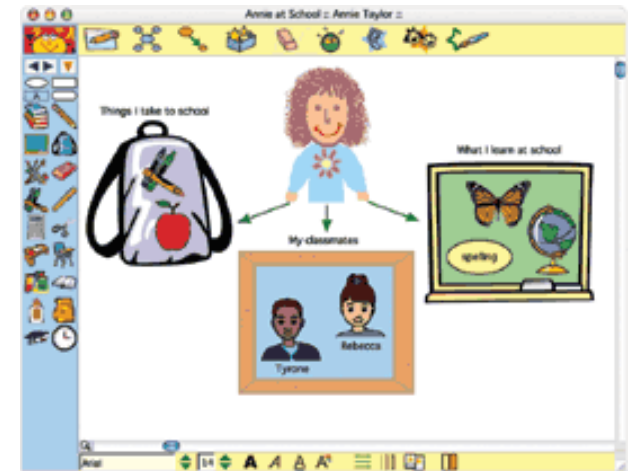 Annie at School :: Annie Taylor ::
Things I take to school
What I learn at school
spelling
My classmates
Tyrone
Rebecca
Arial
14
A A A A